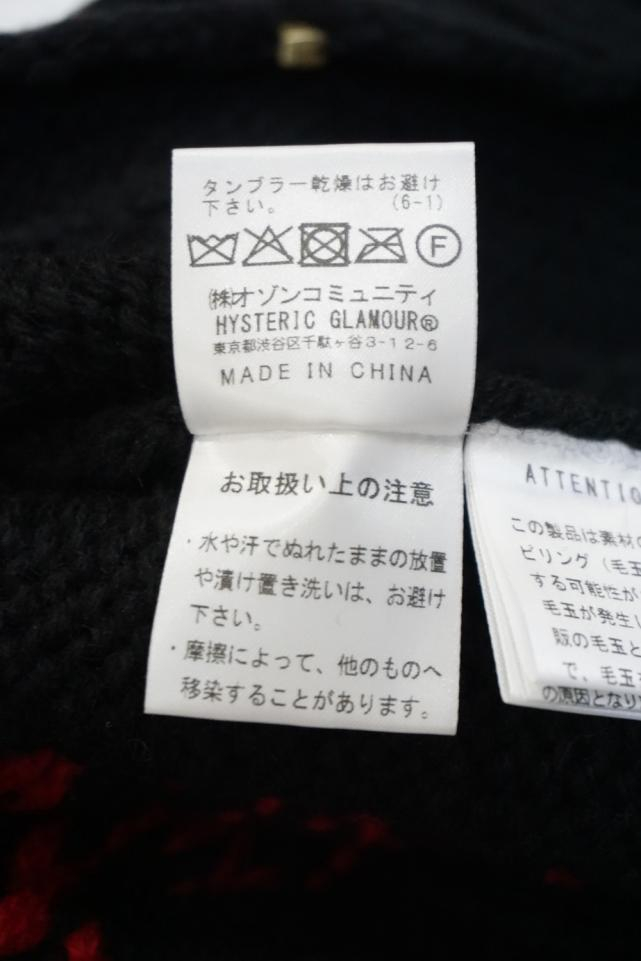 タンブラー乾燥はお避け
下さい。 (6-1)
F
㈱オゾンコミュニティ
HYSTERIC GLAMOUR®
東京都渋谷区千駄ヶ谷3-12-6
MADE IN CHINA
お取扱い上の注意
・水や汗でぬれたままの放置
や漬け置き洗いは、お避け
下さい。
・摩擦によって、他のものへ
移染することがあります。
ATTENTIO
この製品は素材の
ピリング（毛玉
する可能性が
毛玉が発生し
販の毛玉と
で、毛玉を
の原因となり